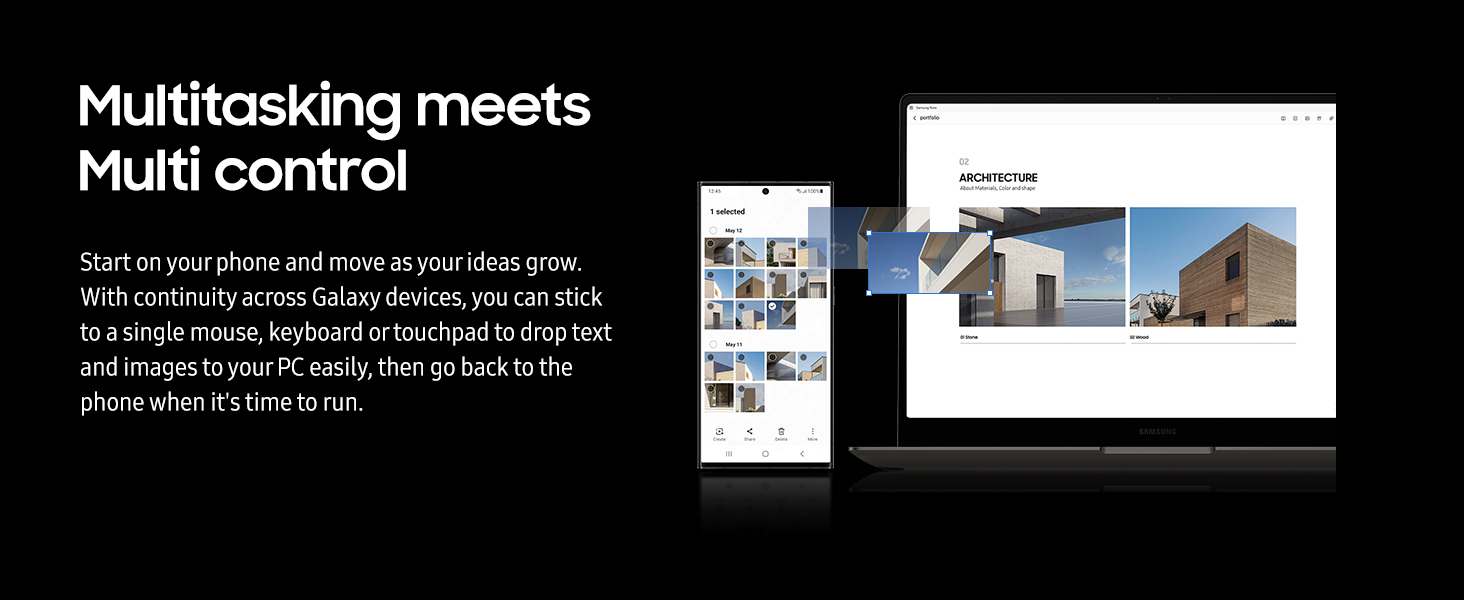 Multitasking meets
Multi control
Start on your phone and move as your ideas grow.
With continuity across Galaxy devices, you can stick
to a single mouse, keyboard or touchpad to drop text
and images to your PC easily, then go back to the
phone when it's time to run.
12:45
100%
1 selected
May 12
May 11
Create Share Delete More
Samsung Note
portfolio
02
ARCHITECTURE
About Materials, Color and shape
01 Stone 02 Wood
SAMSUNG